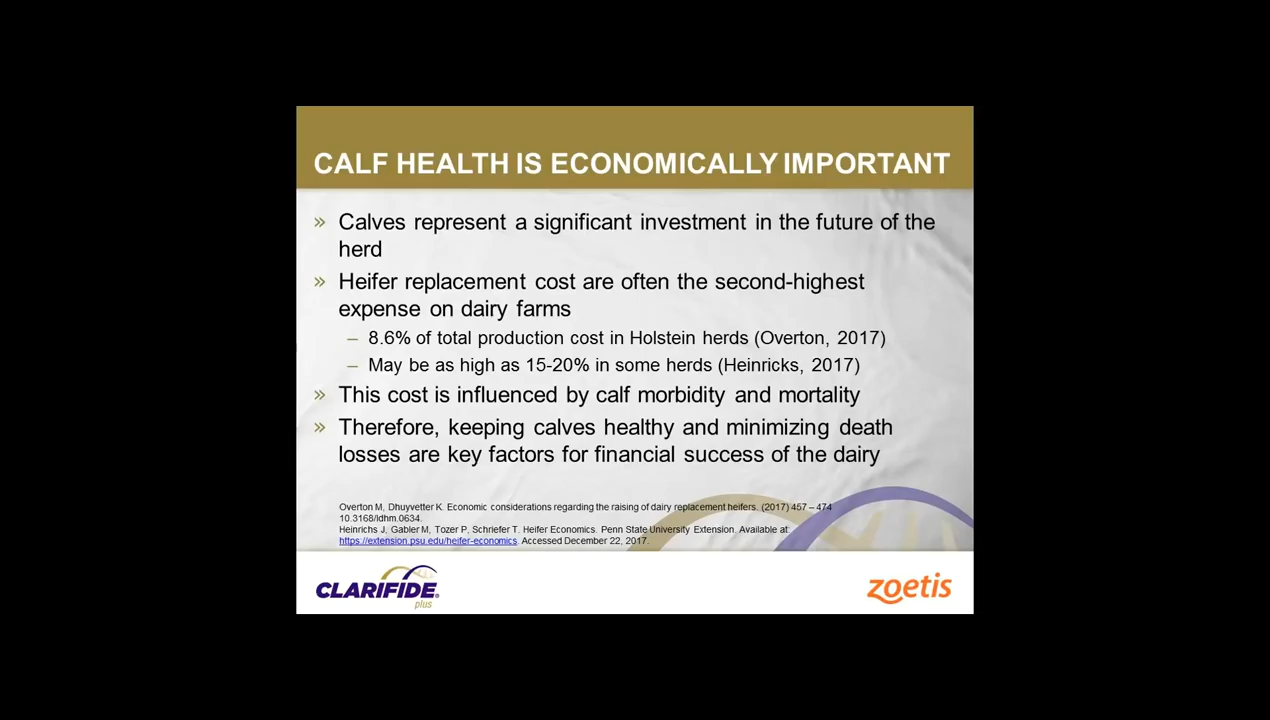 CALF HEALTH IS ECONOMICALLY IMPORTANT
» Calves represent a significant investment in the future of the
herd
» Heifer replacement cost are often the second-highest
expense on dairy farms
– 8.6% of total production cost in Holstein herds (Overton, 2017)
– May be as high as 15-20% in some herds (Heinricks, 2017)
» This cost is influenced by calf morbidity and mortality
» Therefore, keeping calves healthy and minimizing death
losses are key factors for financial success of the dairy
Overton M, Dhuyvetter K. Economic considerations regarding the raising of dairy replacement heifers. (2017) 457 – 474
10.3168/ldhm.0634.
Heinrichs J, Gabler M, Tozer P, Schriefer T. Heifer Economics. Penn State University Extension. Available at:
https://extension.psu.edu/heifer-economics. Accessed December 22, 2017.
CLARIFIDE®
plus
zoetis